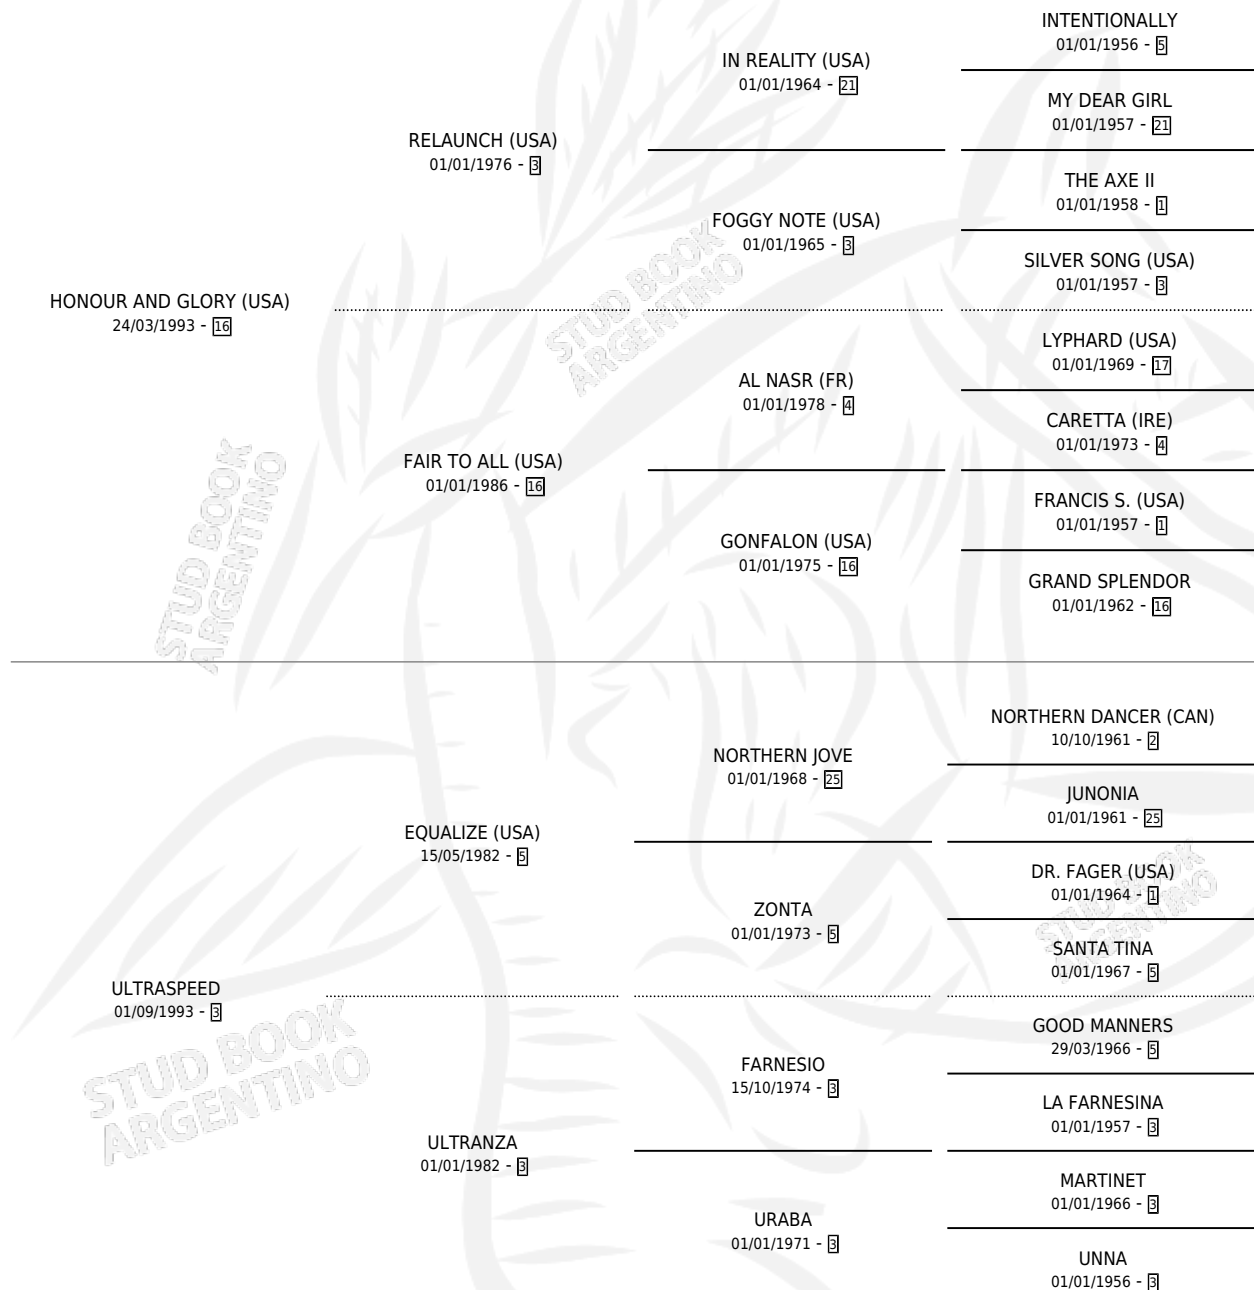 INTENTIONALLY
01/01/1956 - 5
IN REALITY (USA)
01/01/1964 - 21
MY DEAR GIRL
01/01/1957 - 21
RELAUNCH (USA)
01/01/1976 - 3
THE AXE II
01/01/1958 - 1
FOGGY NOTE (USA)
01/01/1965 - 3
SILVER SONG (USA)
01/01/1957 - 3
HONOUR AND GLORY (USA)
24/03/1993 - 16
LYPHARD (USA)
01/01/1969 - 17
AL NASR (FR)
01/01/1978 - 4
CARETTA (IRE)
01/01/1973 - 4
FAIR TO ALL (USA)
01/01/1986 - 16
FRANCIS S. (USA)
01/01/1957 - 1
GONFALON (USA)
01/01/1975 - 16
GRAND SPLENDOR
01/01/1962 - 16
NORTHERN DANCER (CAN)
10/10/1961 - 2
NORTHERN JOVE
01/01/1968 - 25
JUNONIA
01/01/1961 - 25
EQUALIZE (USA)
15/05/1982 - 5
DR. FAGER (USA)
01/01/1964 - 1
ZONTA
01/01/1973 - 5
SANTA TINA
01/01/1967 - 5
ULTRASPEED
01/09/1993 - 3
GOOD MANNERS
29/03/1966 - 5
FARNESIO
15/10/1974 - 3
LA FARNESINA
01/01/1957 - 3
ULTRANZA
01/01/1982 - 3
MARTINET
01/01/1966 - 3
URABA
01/01/1971 - 3
UNNA
01/01/1956 - 3
STUD BOOK
ARGENTINO
STUD BOOK
ARGENTINO
STUD BOOK
ARGENTINO
STUD BOOK
ARGENTINO